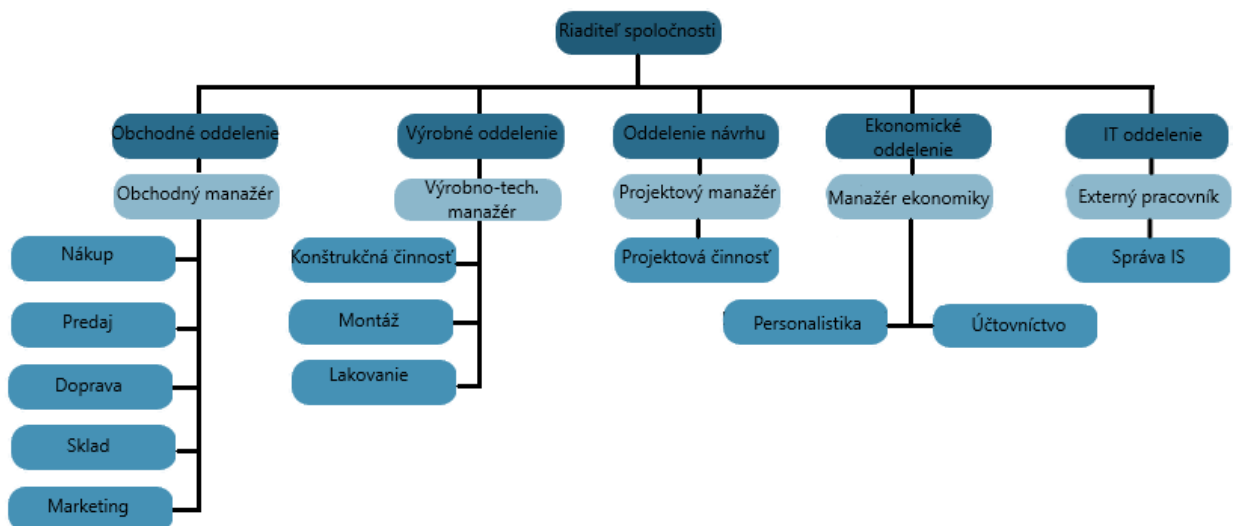 Riaditeľ spoločnosti
Obchodné oddelenie
Výrobné oddelenie
Oddelenie návrhu
Ekonomické
oddelenie
IT oddelenie
Obchodný manažér
Výrobno-tech.
manažér
Projektový manažér
Manažér ekonomiky
Externý pracovník
Nákup
Predaj
Doprava
Sklad
Marketing
Konštrukčná činnosť
Montáž
Lakovanie
Projektová činnosť
Personalistika
Účtovníctvo
Správa IS